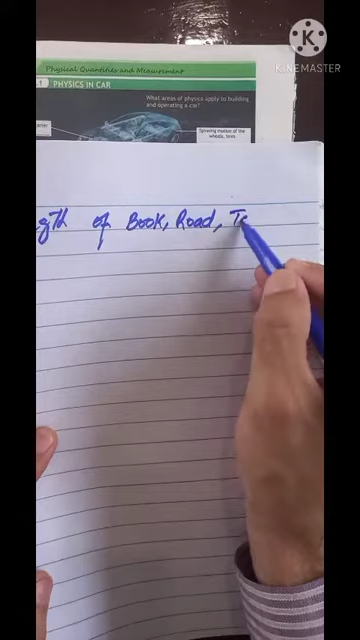 KINEMASTER
Physical Quantities and Measurement
1 PHYSICS IN CAR
What areas of physics apply to building
and operating a car?
Spinning motion of the
wheels, tires
of Book, Road,